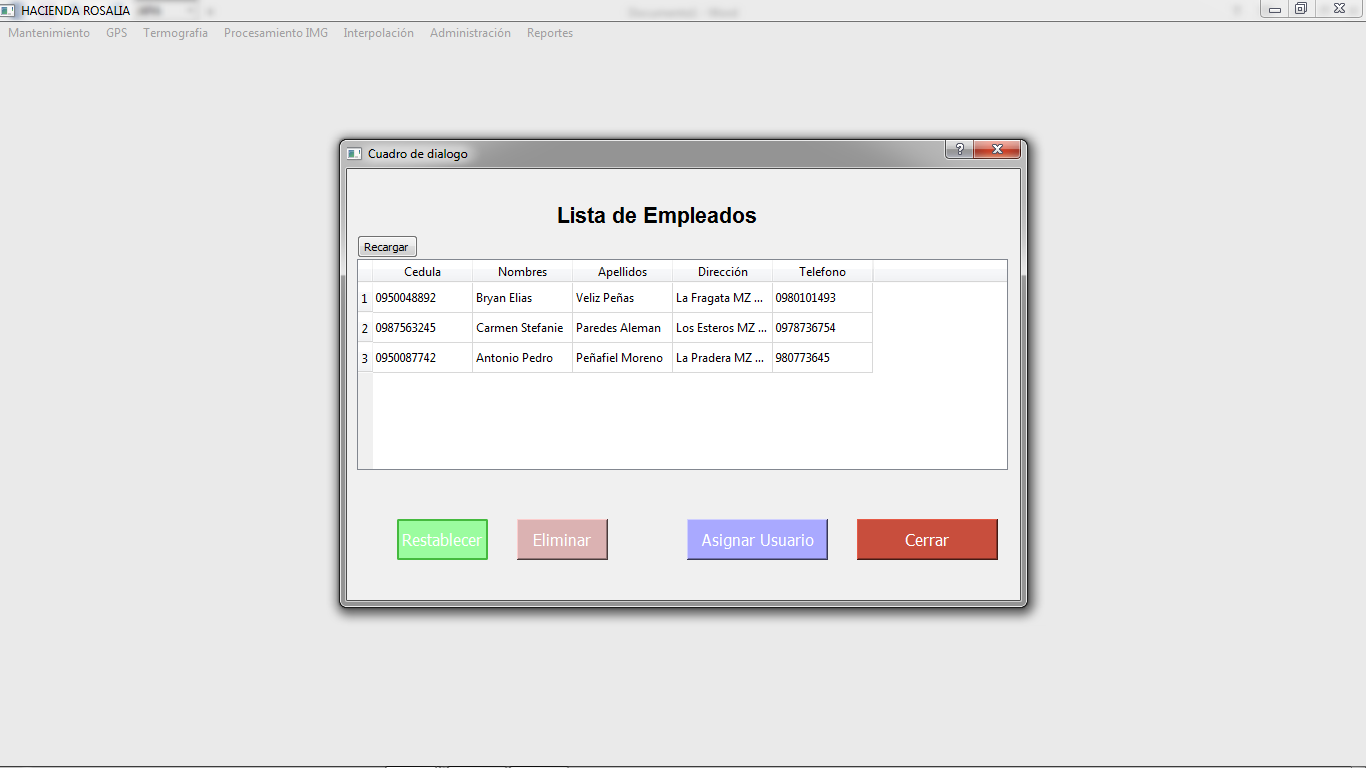 HACIENDA ROSALIA
Mantenimiento GPS Termografia Procesamiento IMG Interpolación Administración Reportes
Cuadro de dialogo
Lista de Empleados
Recargar
Cedula Nombres Apellidos Dirección Telefono
1 0950048892 Bryan Elias Veliz Peñas La Fragata MZ ... 0980101493
2 0987563245 Carmen Stefanie Paredes Aleman Los Esteros MZ ... 0978736754
3 0950087742 Antonio Pedro Peñafiel Moreno La Pradera MZ ... 980773645
Restablecer Eliminar Asignar Usuario Cerrar